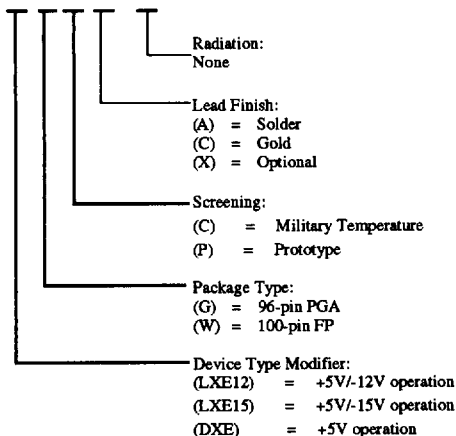 Radiation:
None
Lead Finish:
(A) = Solder
(C) = Gold
(X) = Optional
Screening:
(C) = Military Temperature
(P) = Prototype
Package Type:
(G) = 96-pin PGA
(W) = 100-pin FP
Device Type Modifier:
(LXE12) = +5V/-12V operation
(LXE15) = +5V/-15V operation
(DXE) = +5V operation